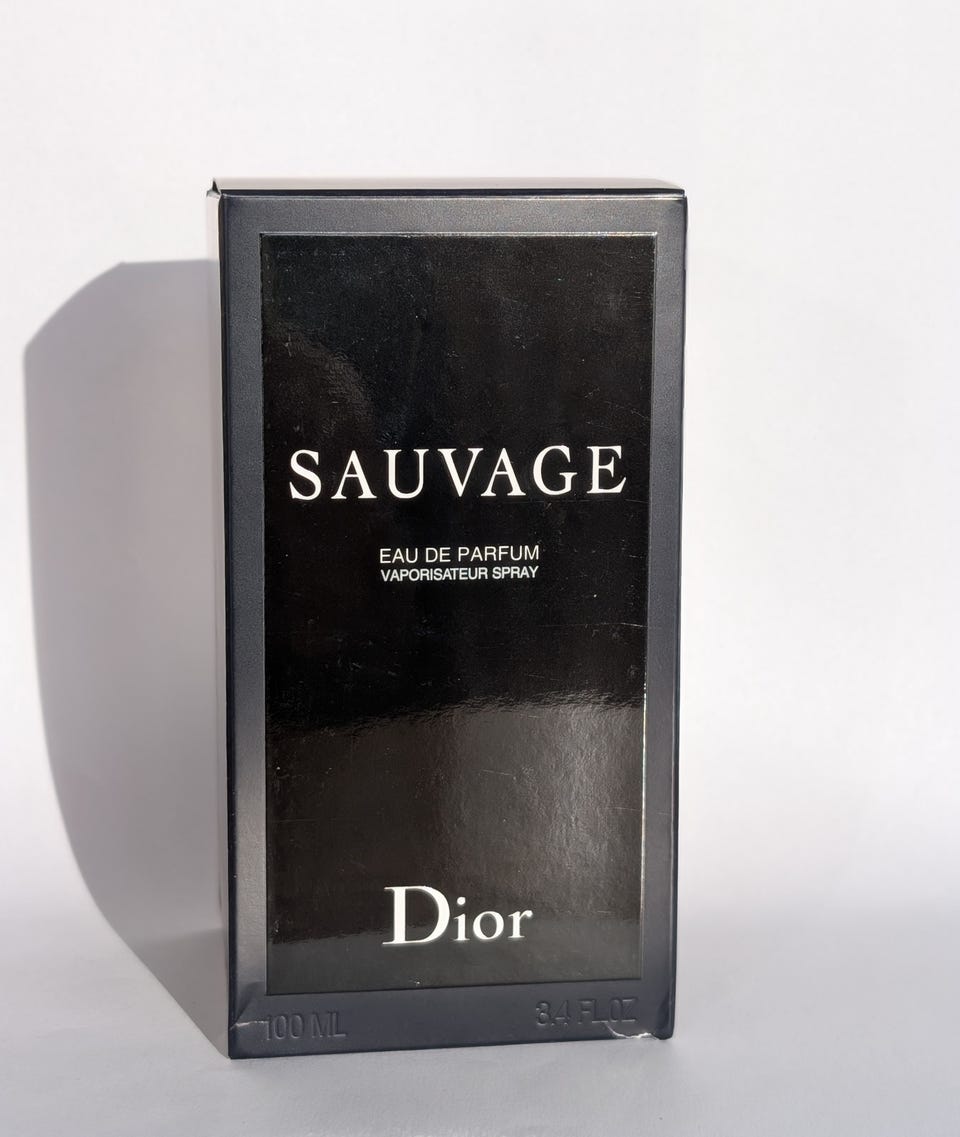 SAUVAGE
EAU DE PARFUM
VAPORISATEUR SPRAY
Dior
100 ML 3.4 FL.OZ